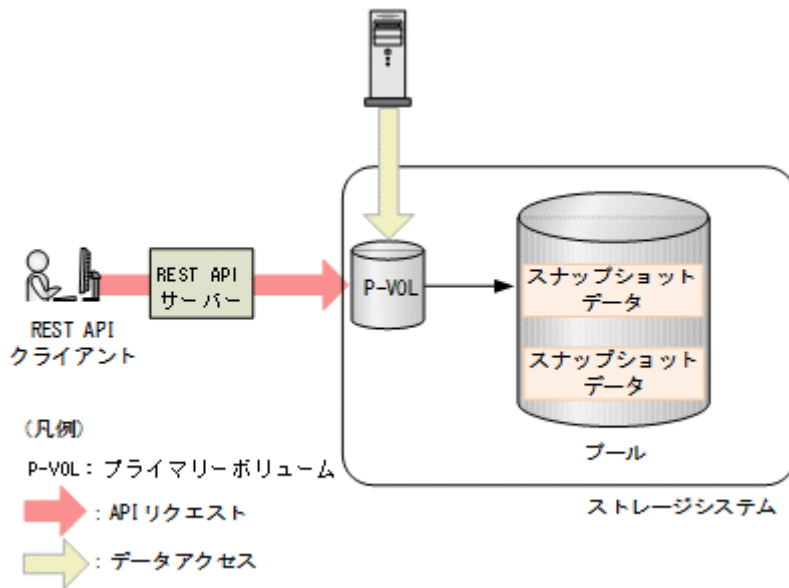 REST API
サーバー
P-VOL
スナップショット
データ
スナップショット
データ
REST API
クライアント
プール
ストレージシステム
(凡例)
P-VOL：プライマリーボリューム
：APIリクエスト
：データアクセス